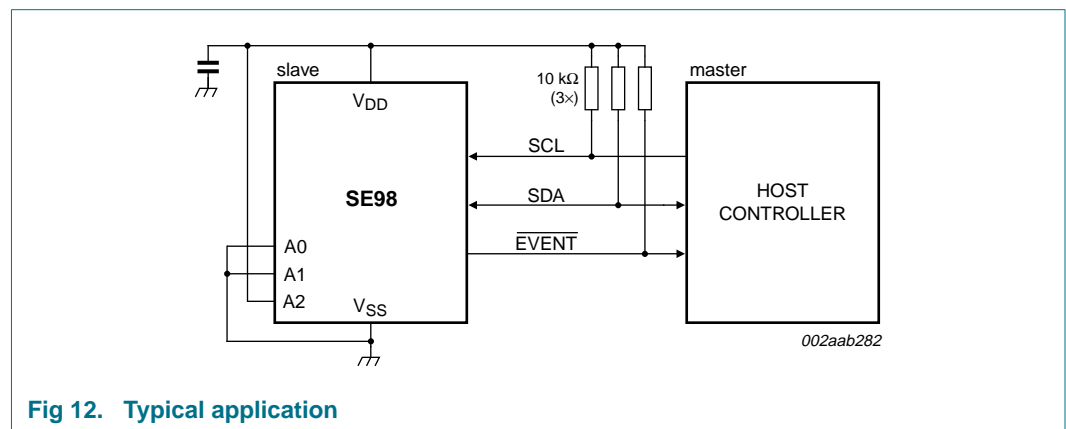 slave
10 kΩ
(3×)
master
VDD
SCL
SE98
SDA
HOST
CONTROLLER
EVENT
A0
A1
A2
VSS
002aab282
Fig 12. Typical application